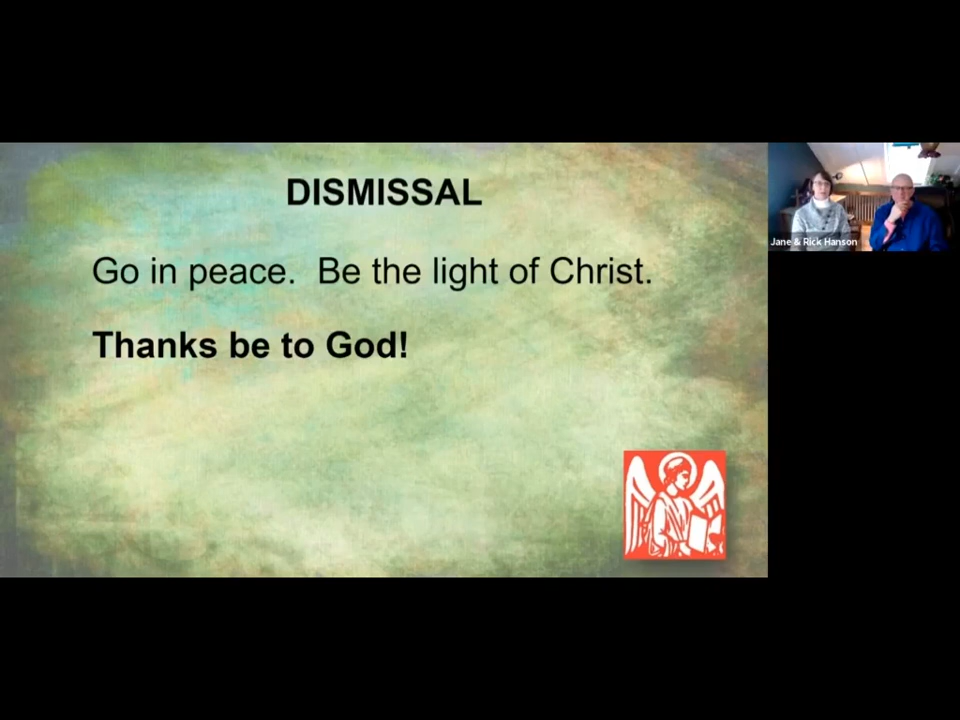 DISMISSAL
Go in peace.  Be the light of Christ.
Thanks be to God!
Jane & Rick Hanson